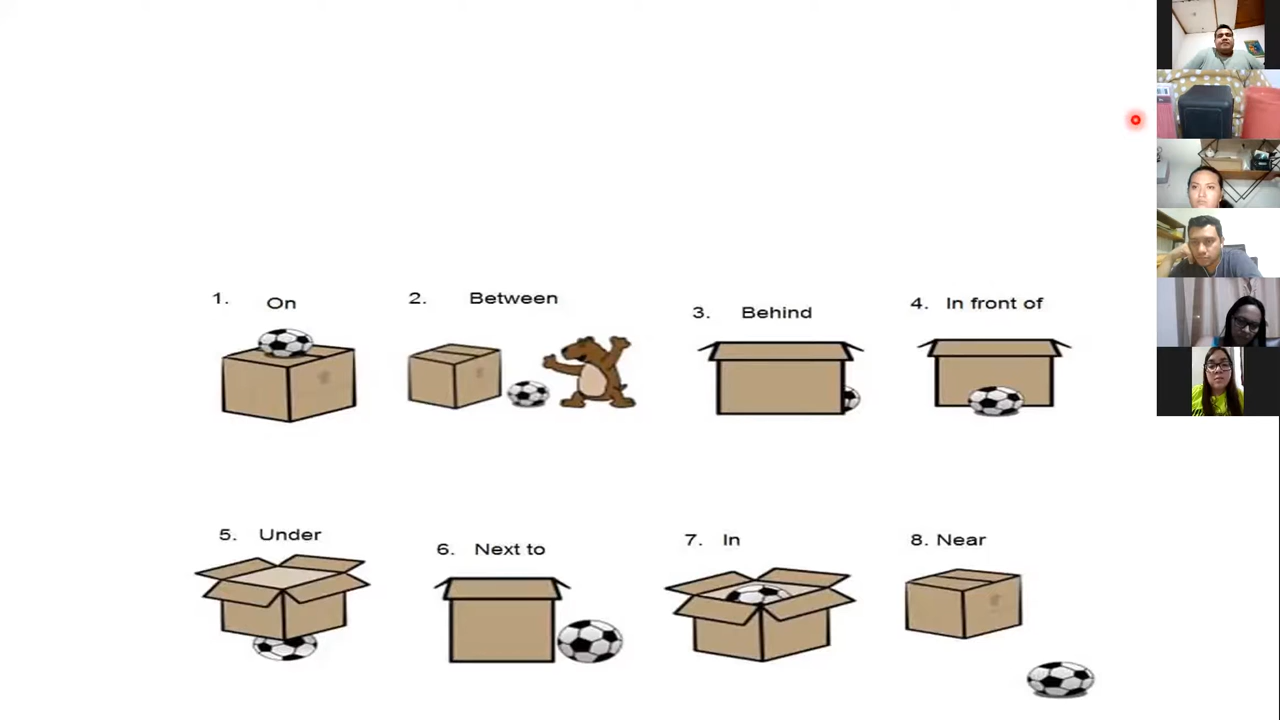 1. On
2. Between
3. Behind
4. In front of
5. Under
6. Next to
7. In
8. Near